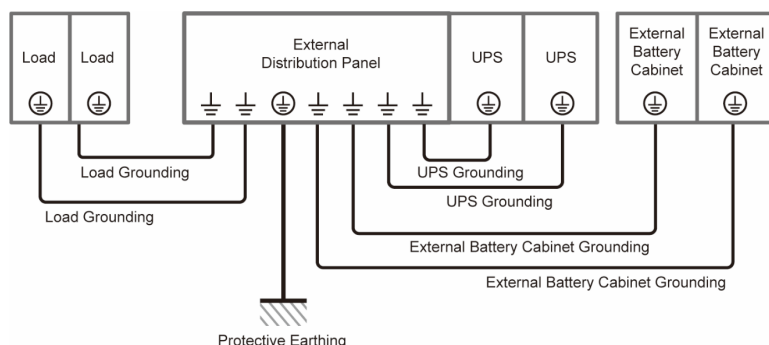 Load
Load
External
Distribution Panel
UPS
UPS
External
Battery
Cabinet
External
Battery
Cabinet
Load Grounding
UPS Grounding
UPS Grounding
Load Grounding
External Battery Cabinet Grounding
External Battery Cabinet Grounding
Protective Earthing